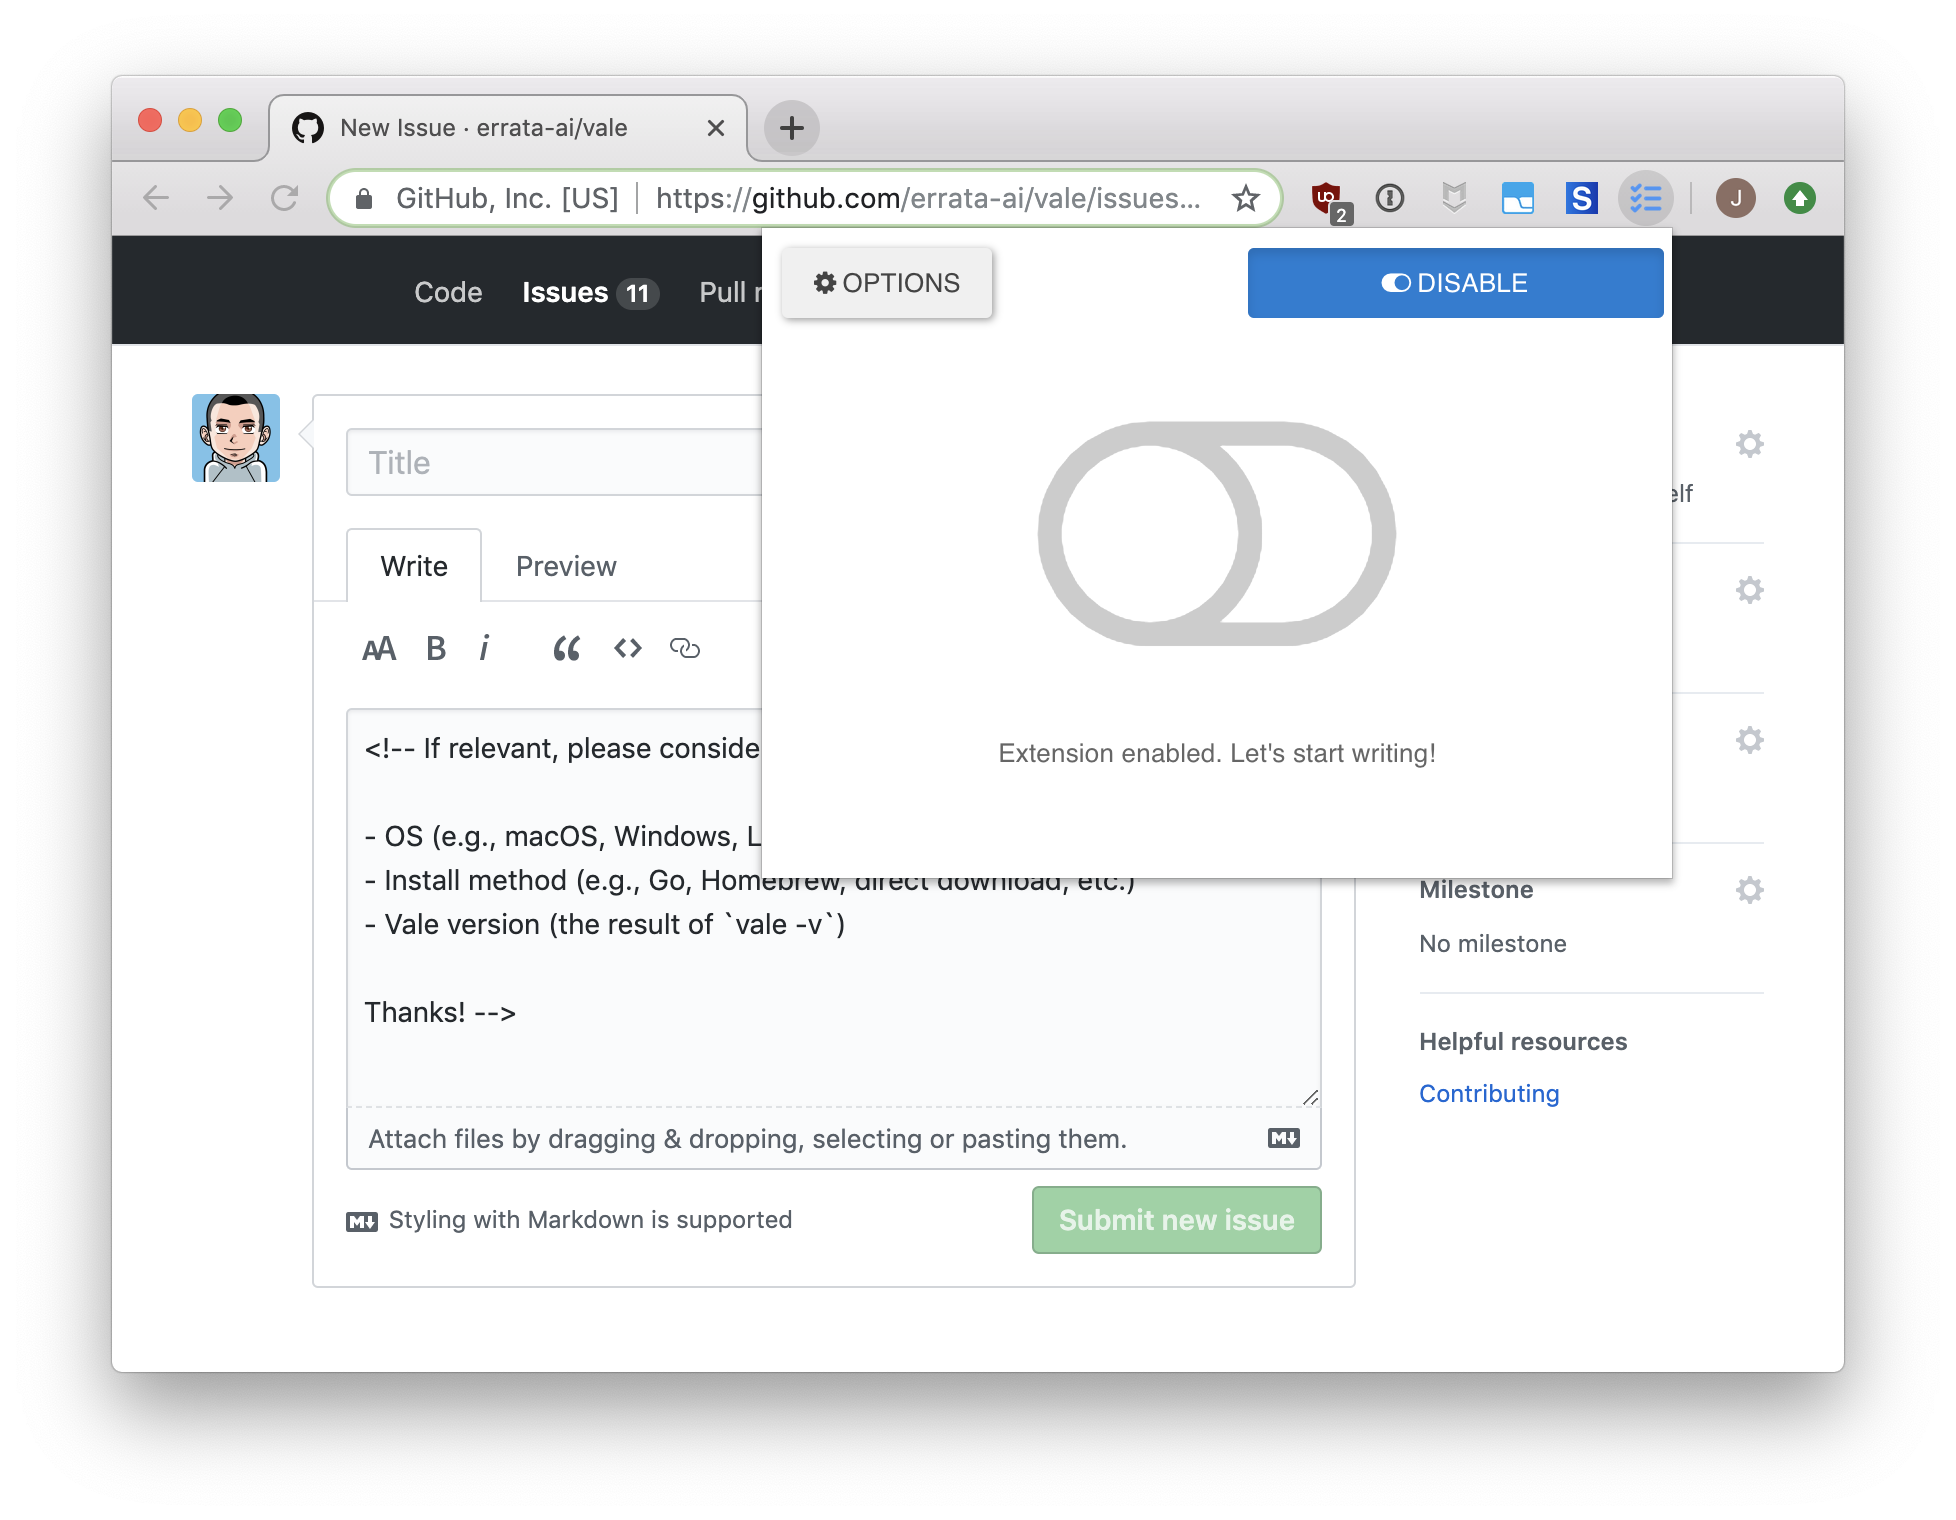 New Issue · errata-ai/vale
GitHub, Inc. [US] https://github.com/errata-ai/vale/issues...
2
S
J
Code Issues 11 Pull
OPTIONS
DISABLE
Title
Write Preview
AA B i
Extension enabled. Let's start writing!
<!-- If relevant, please conside
- OS (e.g., macOS, Windows, L
- Install method (e.g., Go, Homebrew, direct download, etc.)
- Vale version (the result of `vale -v`)
Thanks! -->
Attach files by dragging & dropping, selecting or pasting them.
Styling with Markdown is supported
Submit new issue
elf
Milestone
No milestone
Helpful resources
Contributing